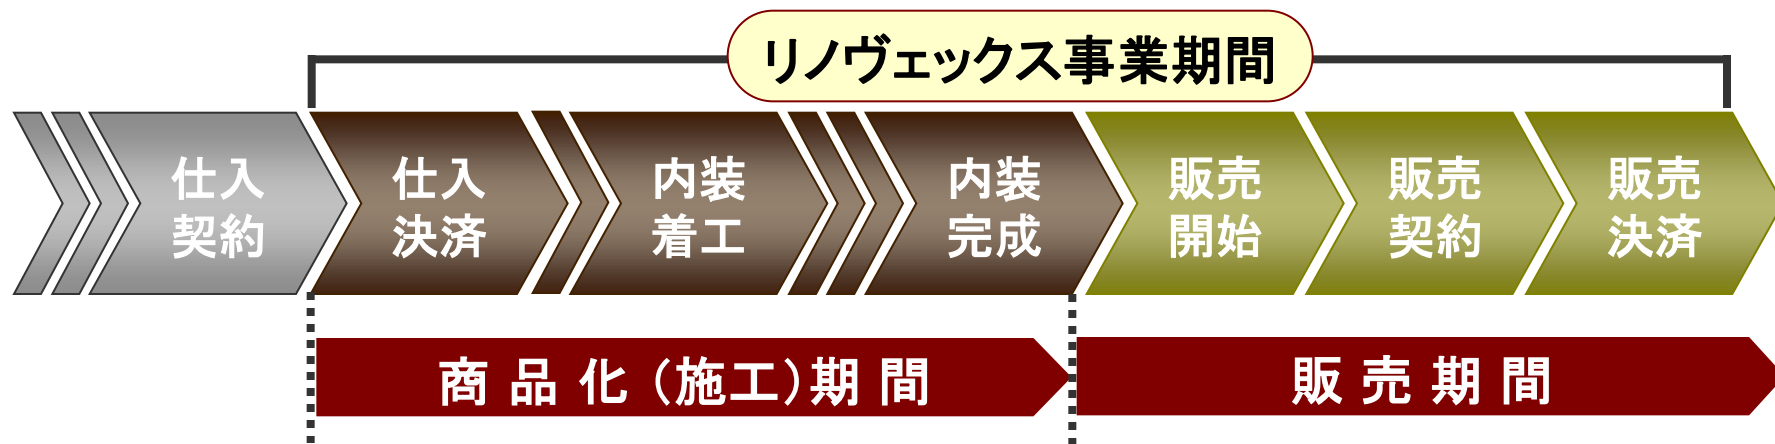 リノヴェックス事業期間
仕入
契約
仕入
決済
内装
着工
内装
完成
販売
開始
販売
契約
販売
決済
商品化(施工)期間
販売期間